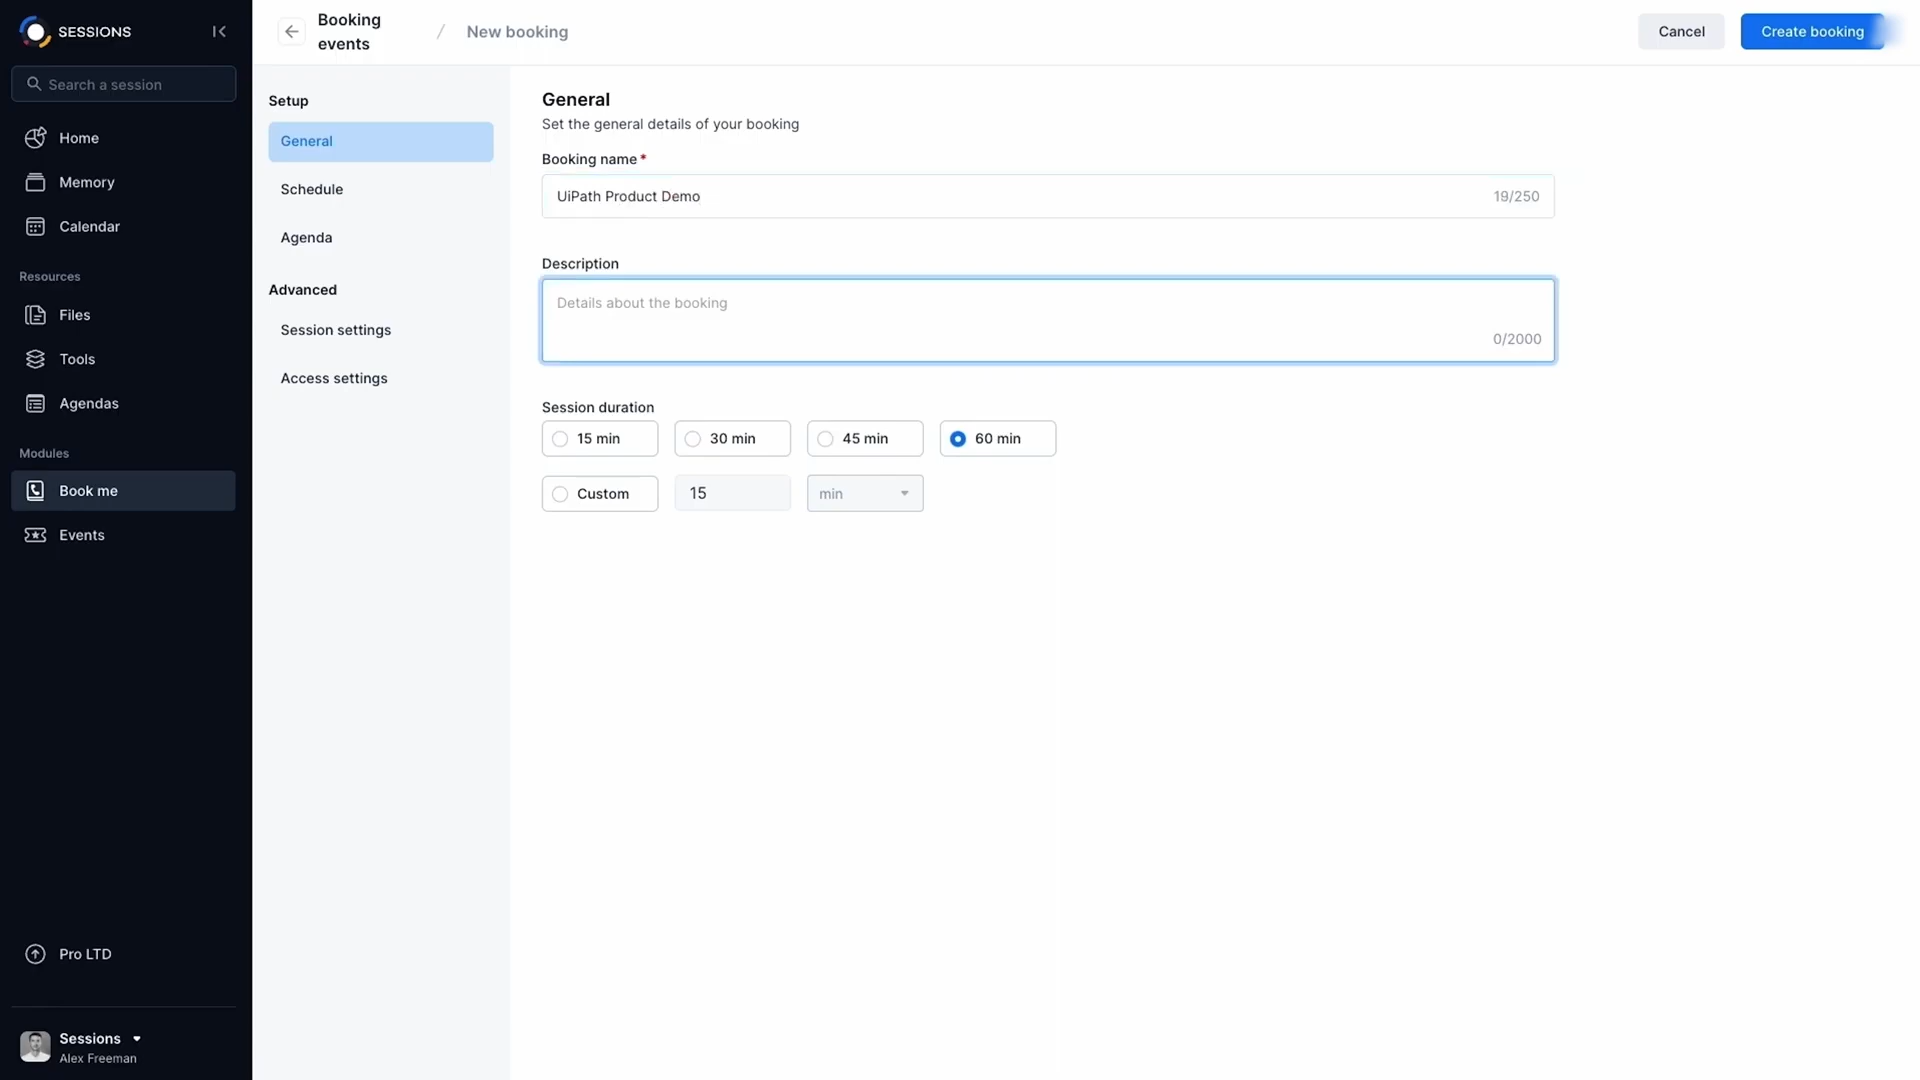 SESSIONS
Search a session
Home
Memory
Calendar
Resources
Files
Tools
Agendas
Modules
Book me
Events
Pro LTD
Sessions
Alex Freeman
Booking
events
/
New booking
Cancel
Create booking
Setup
General
Schedule
Agenda
Advanced
Session settings
Access settings
General
Set the general details of your booking
Booking name *
UiPath Product Demo
19/250
Description
Details about the booking
0/2000
Session duration
15 min
30 min
45 min
60 min
Custom
15
min